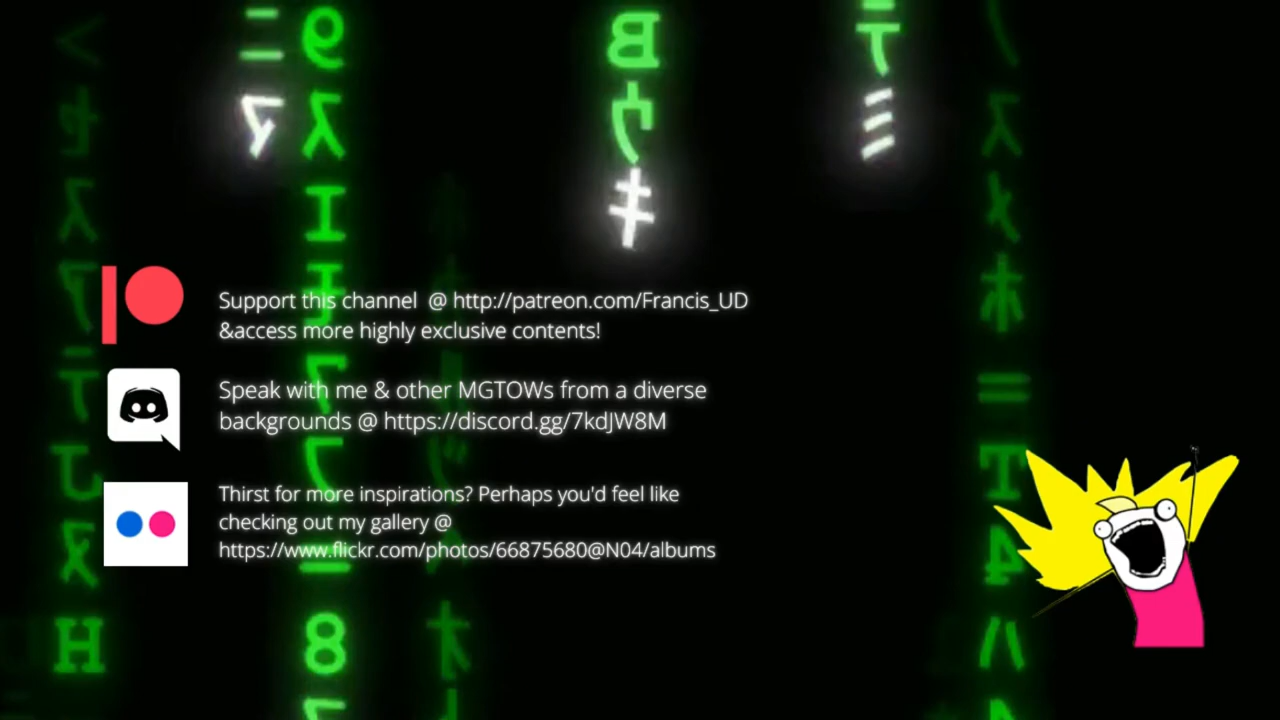 Support this channel @ http://patreon.com/Francis_UD
&access more highly exclusive contents!
Speak with me & other MGTOWs from a diverse
backgrounds @ https://discord.gg/7kdJW8M
Thirst for more inspirations? Perhaps you'd feel like
checking out my gallery @
https://www.flickr.com/photos/66875680@N04/albums